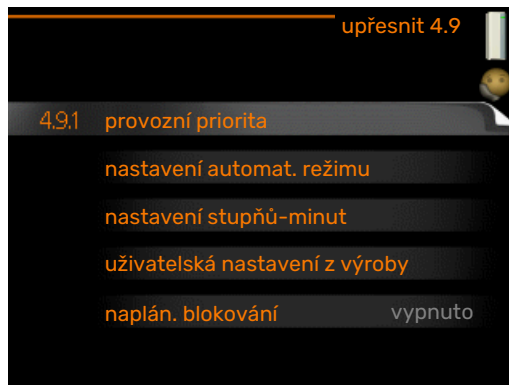 upřesnit 4.9
4.9.1 provozní priorita
nastavení automat. režimu
nastavení stupňů-minut
uživatelská nastavení z výroby
naplán. blokování vypnuto